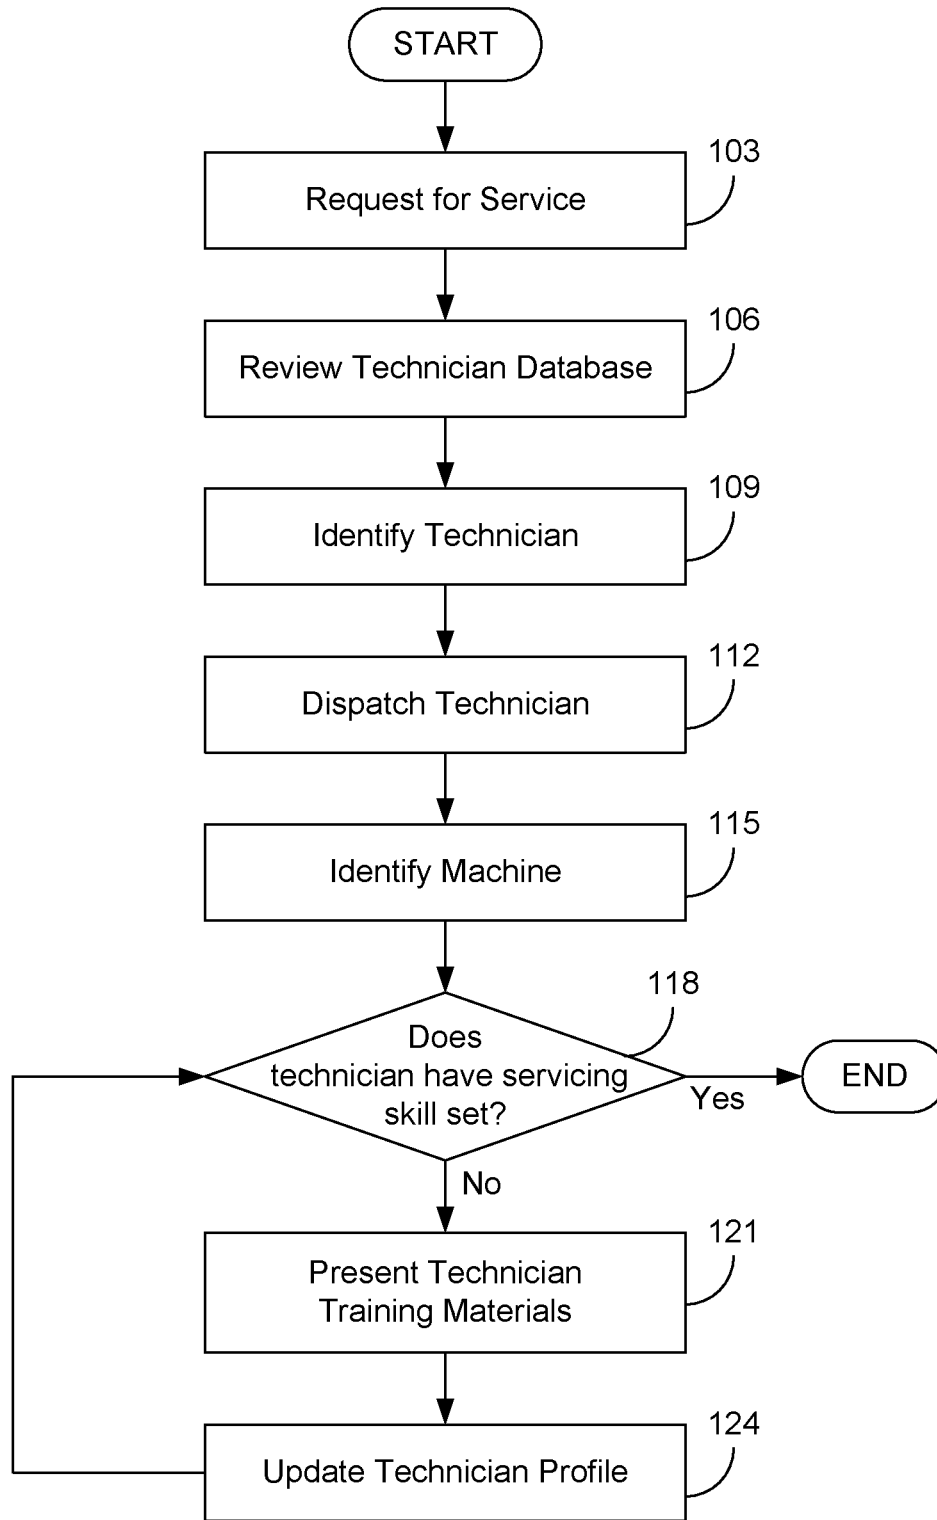 START
103
Request for Service
106
Review Technician Database
109
Identify Technician
112
Dispatch Technician
115
Identify Machine
118
Does
technician have servicing
skill set?
Yes
END
No
121
Present Technician
Training Materials
124
Update Technician Profile